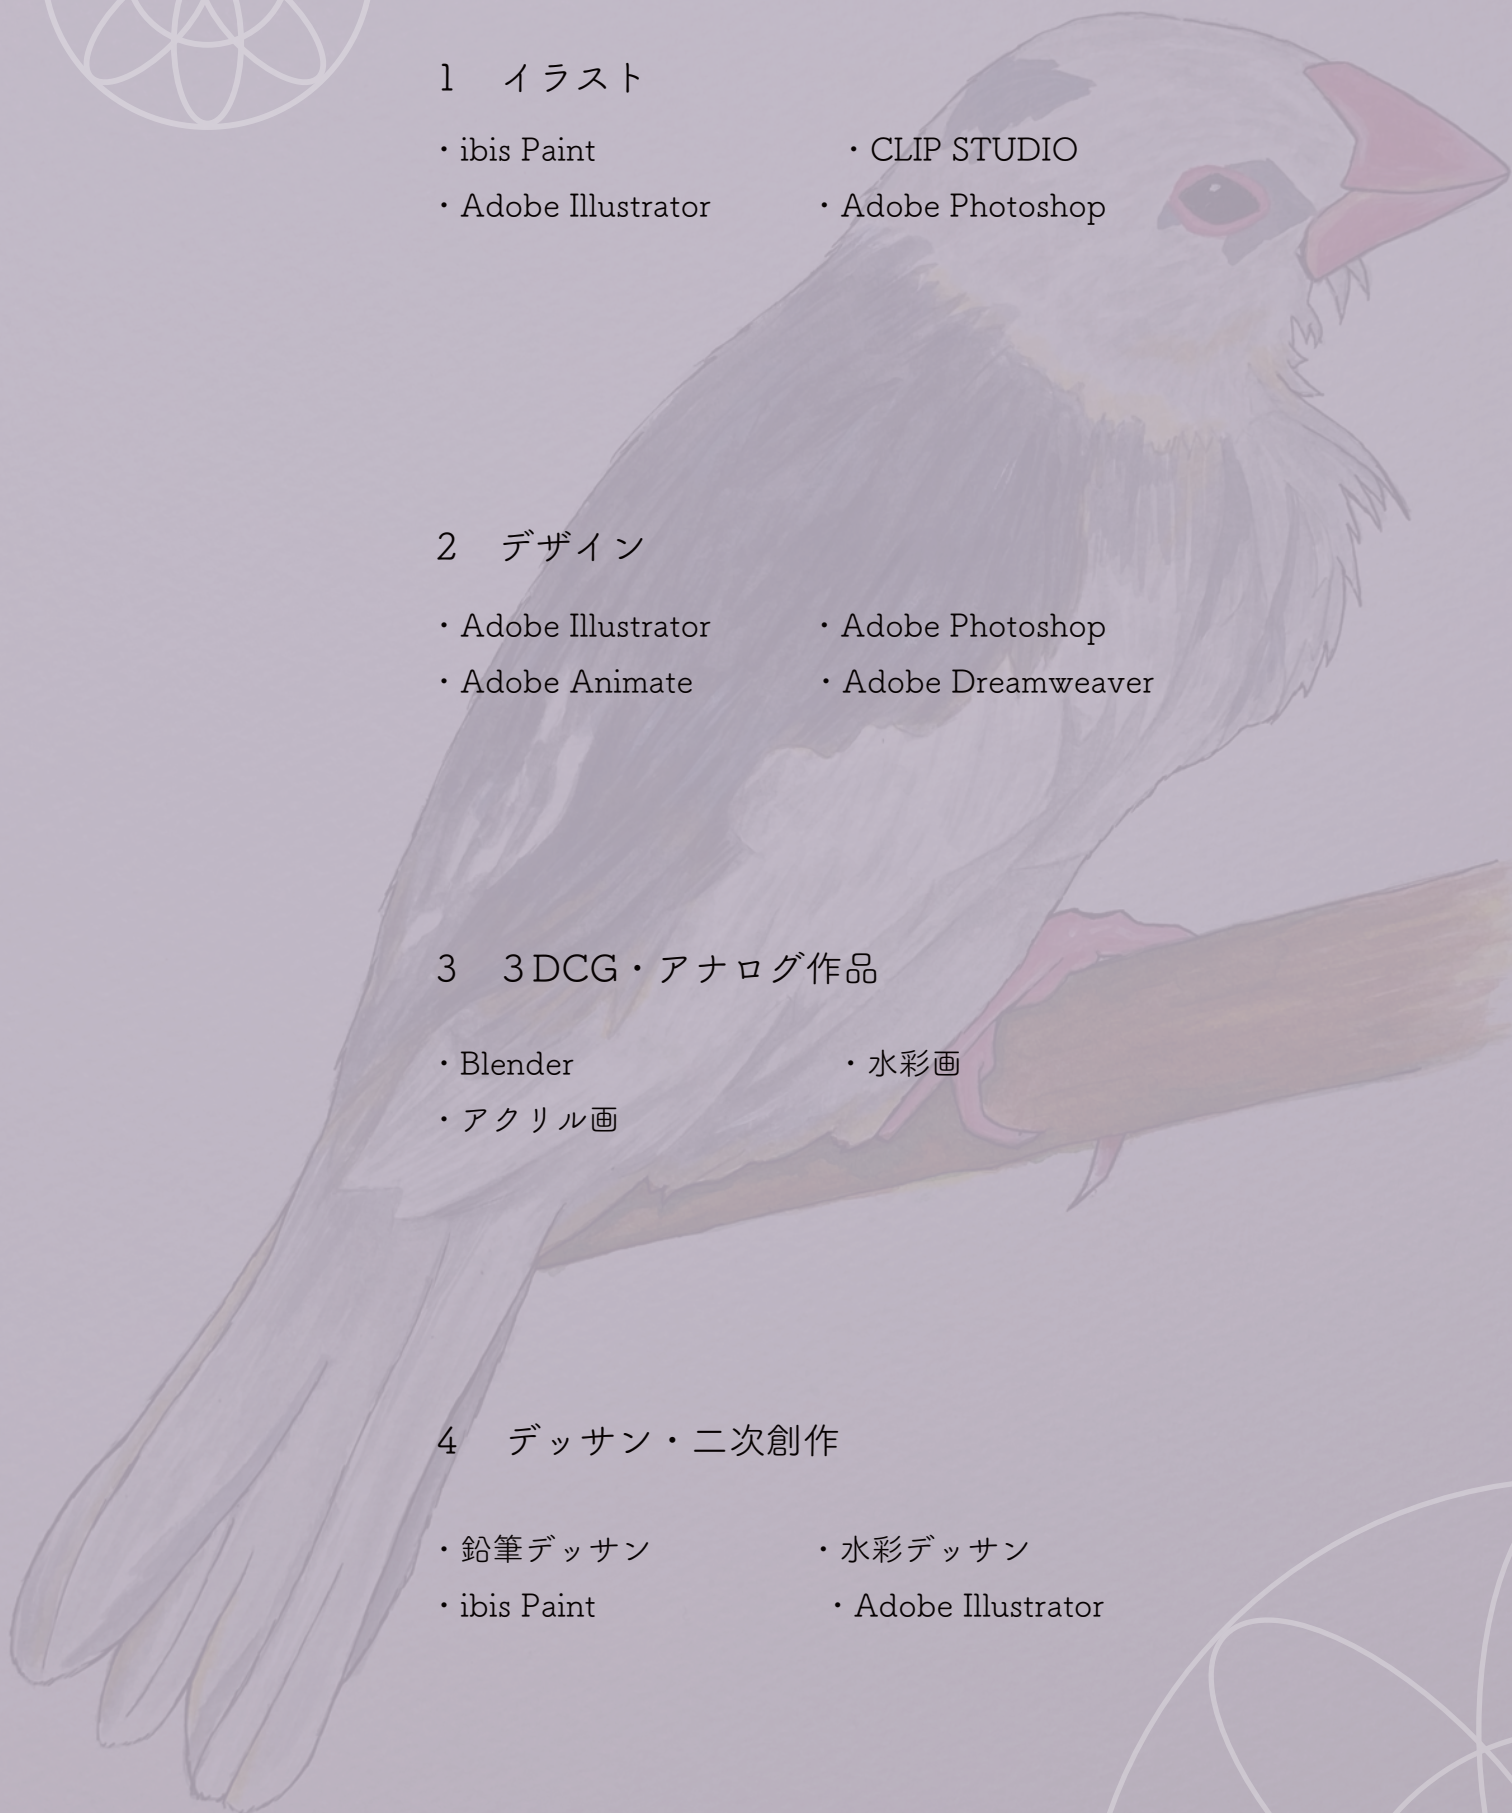 1　イラスト
・ibis Paint　・CLIP STUDIO
・Adobe Illustrator　・Adobe Photoshop
2　デザイン
・Adobe Illustrator　・Adobe Photoshop
・Adobe Animate　・Adobe Dreamweaver
3　３DCG・アナログ作品
・Blender　・水彩画
・アクリル画
4　デッサン・二次創作
・鉛筆デッサン　・水彩デッサン
・ibis Paint　・Adobe Illustrator